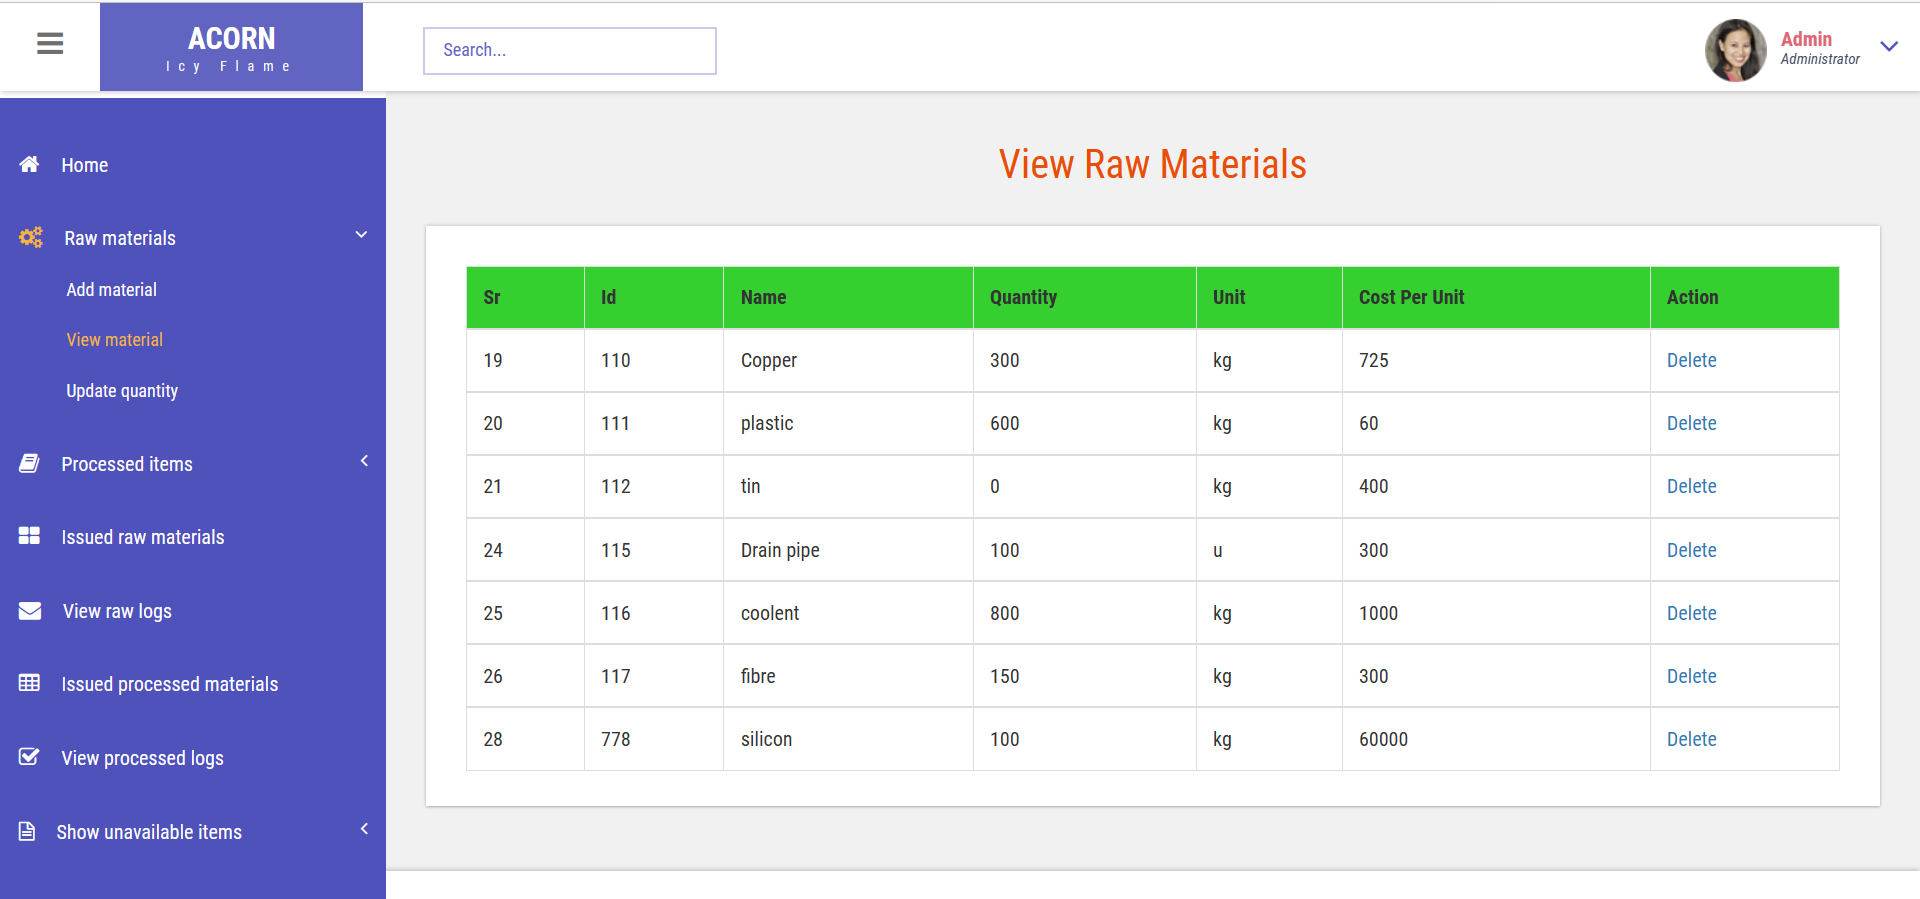 ACORN
Icy Flame
Search...
Admin
Administrator
Home
Raw materials
Add material
View material
Update quantity
Processed items
Issued raw materials
View raw logs
Issued processed materials
View processed logs
Show unavailable items
View Raw Materials
Sr Id Name Quantity Unit Cost Per Unit Action
19 110 Copper 300 kg 725 Delete
20 111 plastic 600 kg 60 Delete
21 112 tin 0 kg 400 Delete
24 115 Drain pipe 100 u 300 Delete
25 116 coolent 800 kg 1000 Delete
26 117 fibre 150 kg 300 Delete
28 778 silicon 100 kg 60000 Delete